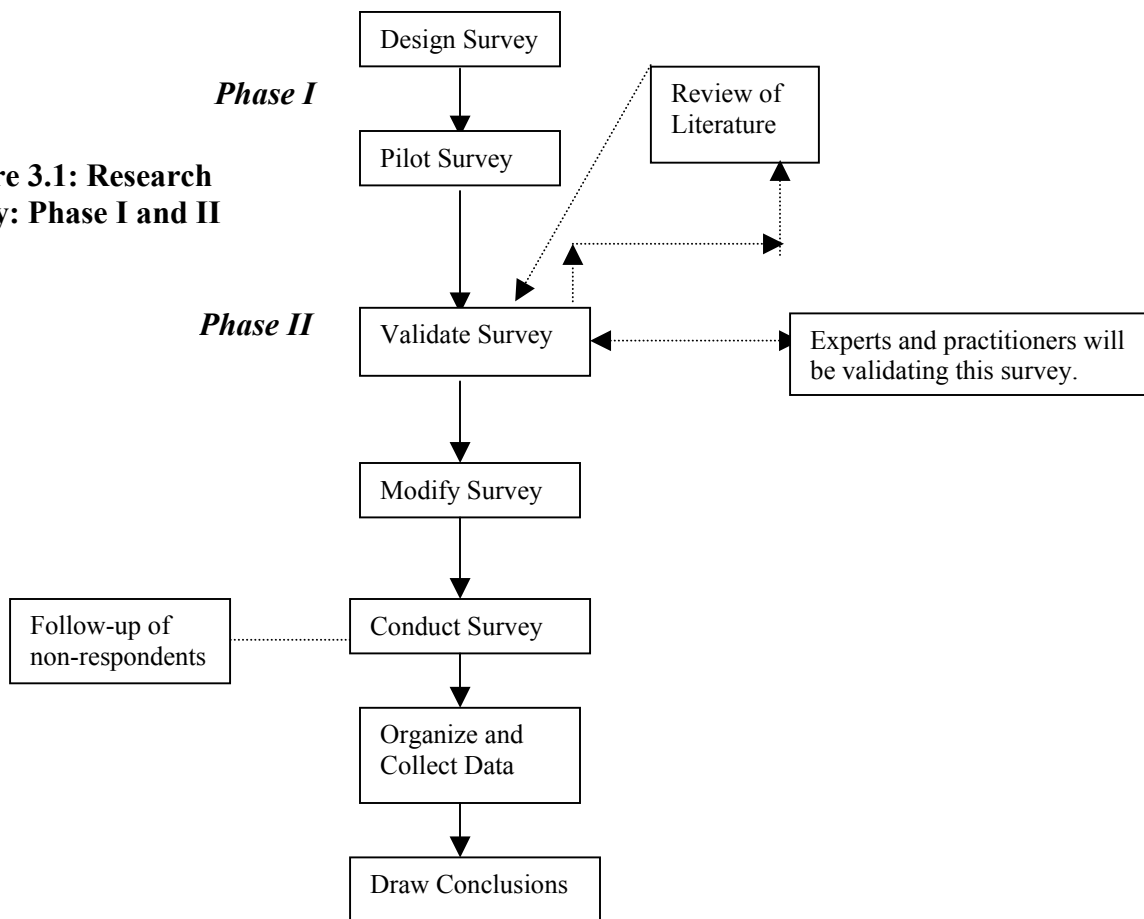 Design Survey
Phase I
Review of
Literature
Pilot Survey
3.1: Research
Phase I and II
Phase II
Validate Survey
Experts and practitioners will
be validating this survey.
Modify Survey
Follow-up of
non-respondents
Conduct Survey
Organize and
Collect Data
Draw Conclusions